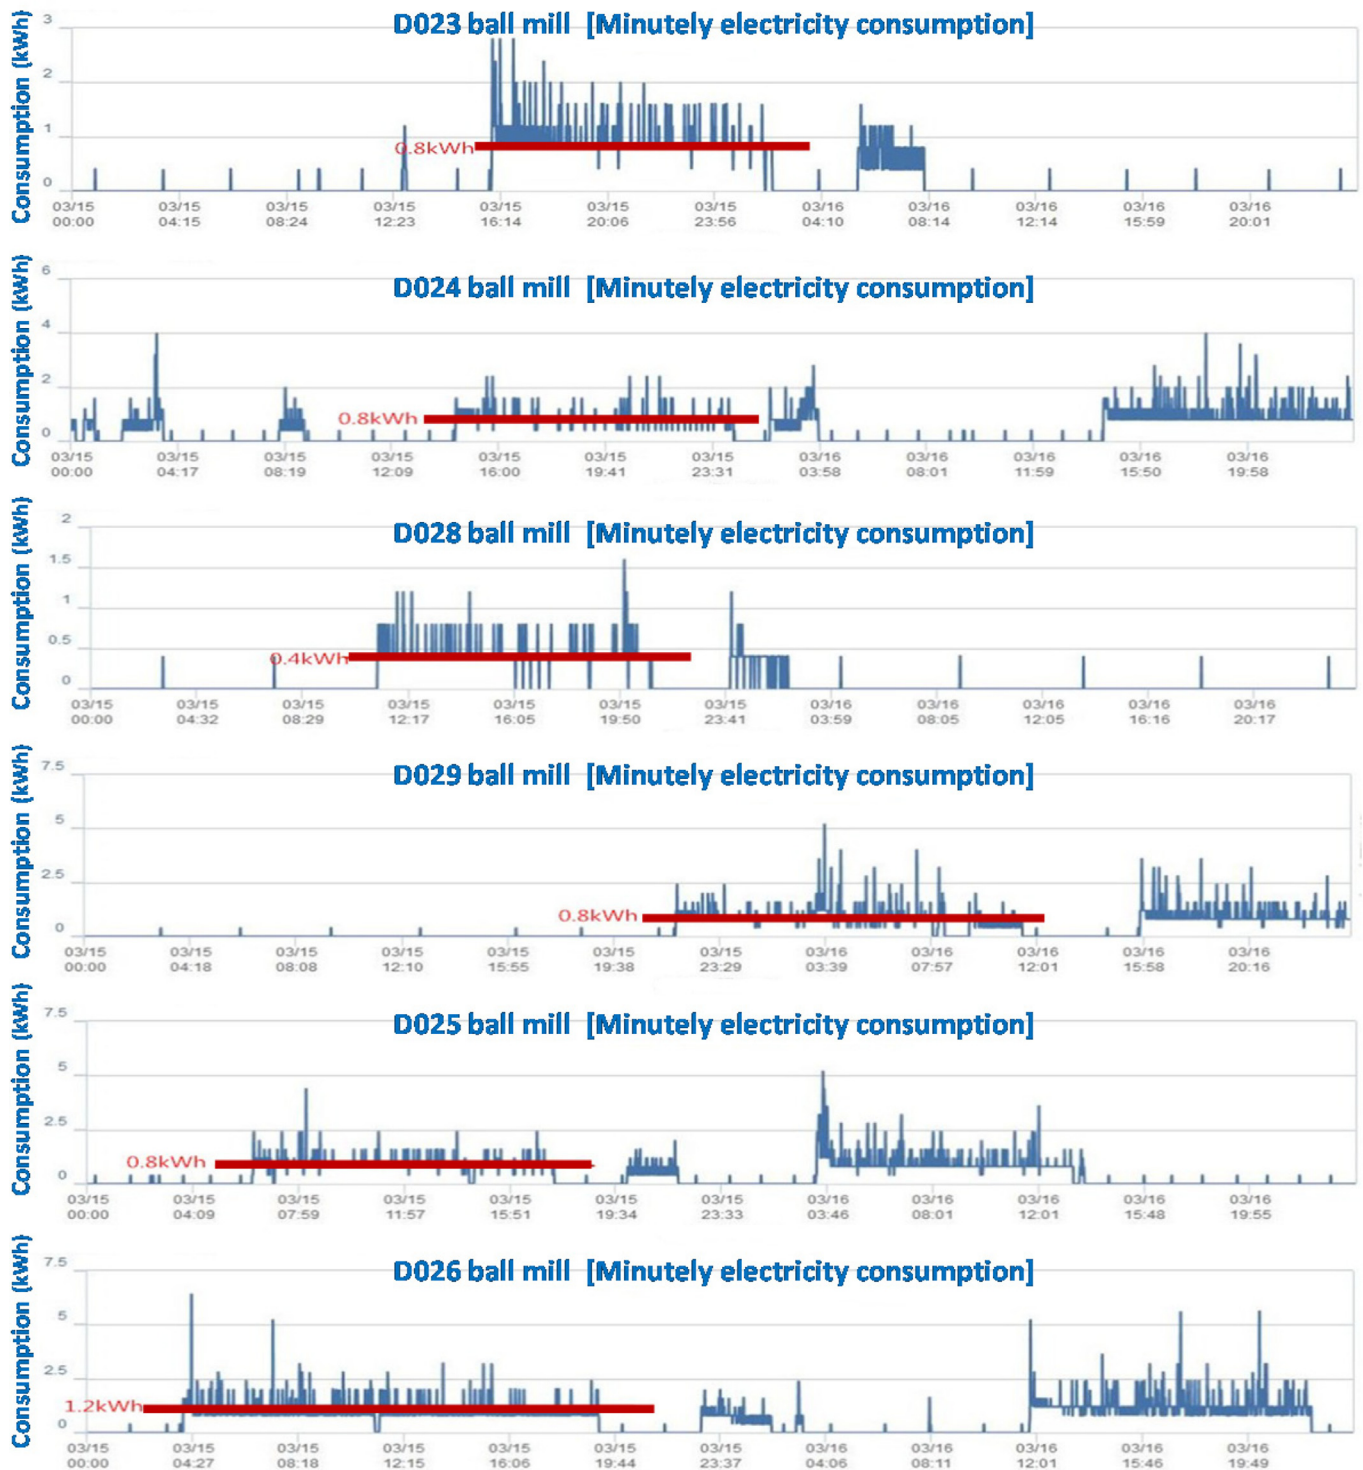 D023 ball mill [Minutely electricity consumption]
Consumption (kWh)
3
2
1
0
0.8kWh
03/15 03/15 03/15 03/15 03/15 03/15 03/15 03/16 03/16 03/16 03/16 03/16
00:00 04:15 08:24 12:23 16:14 20:06 23:56 04:10 08:14 12:14 15:59 20:01
D024 ball mill [Minutely electricity consumption]
Consumption (kWh)
6
4
2
0
0.8kWh
03/15 03/15 03/15 03/15 03/15 03/15 03/15 03/16 03/16 03/16 03/16 03/16
00:00 04:17 08:19 12:09 16:00 19:41 23:31 03:58 08:01 11:59 15:50 19:58
D028 ball mill [Minutely electricity consumption]
Consumption (kWh)
2
1.5
1
0.5
0
0.4kWh
03/15 03/15 03/15 03/15 03/15 03/15 03/15 03/16 03/16 03/16 03/16 03/16
00:00 04:32 08:29 12:17 16:05 19:50 23:41 03:59 08:05 12:05 16:16 20:17
D029 ball mill [Minutely electricity consumption]
Consumption (kWh)
7.5
5
2.5
0
0.8kWh
03/15 03/15 03/15 03/15 03/15 03/15 03/15 03/16 03/16 03/16 03/16 03/16
00:00 04:18 08:08 12:10 15:55 19:38 23:29 03:39 07:57 12:01 15:58 20:16
D025 ball mill [Minutely electricity consumption]
Consumption (kWh)
7.5
5
2.5
0
0.8kWh
03/15 03/15 03/15 03/15 03/15 03/15 03/15 03/16 03/16 03/16 03/16 03/16
00:00 04:09 07:59 11:57 15:51 19:34 23:33 03:46 08:01 12:01 15:48 19:55
D026 ball mill [Minutely electricity consumption]
Consumption (kWh)
7.5
5
2.5
0
1.2kWh
03/15 03/15 03/15 03/15 03/15 03/15 03/15 03/16 03/16 03/16 03/16 03/16
00:00 04:27 08:18 12:15 16:06 19:44 23:37 04:06 08:11 12:01 15:46 19:49